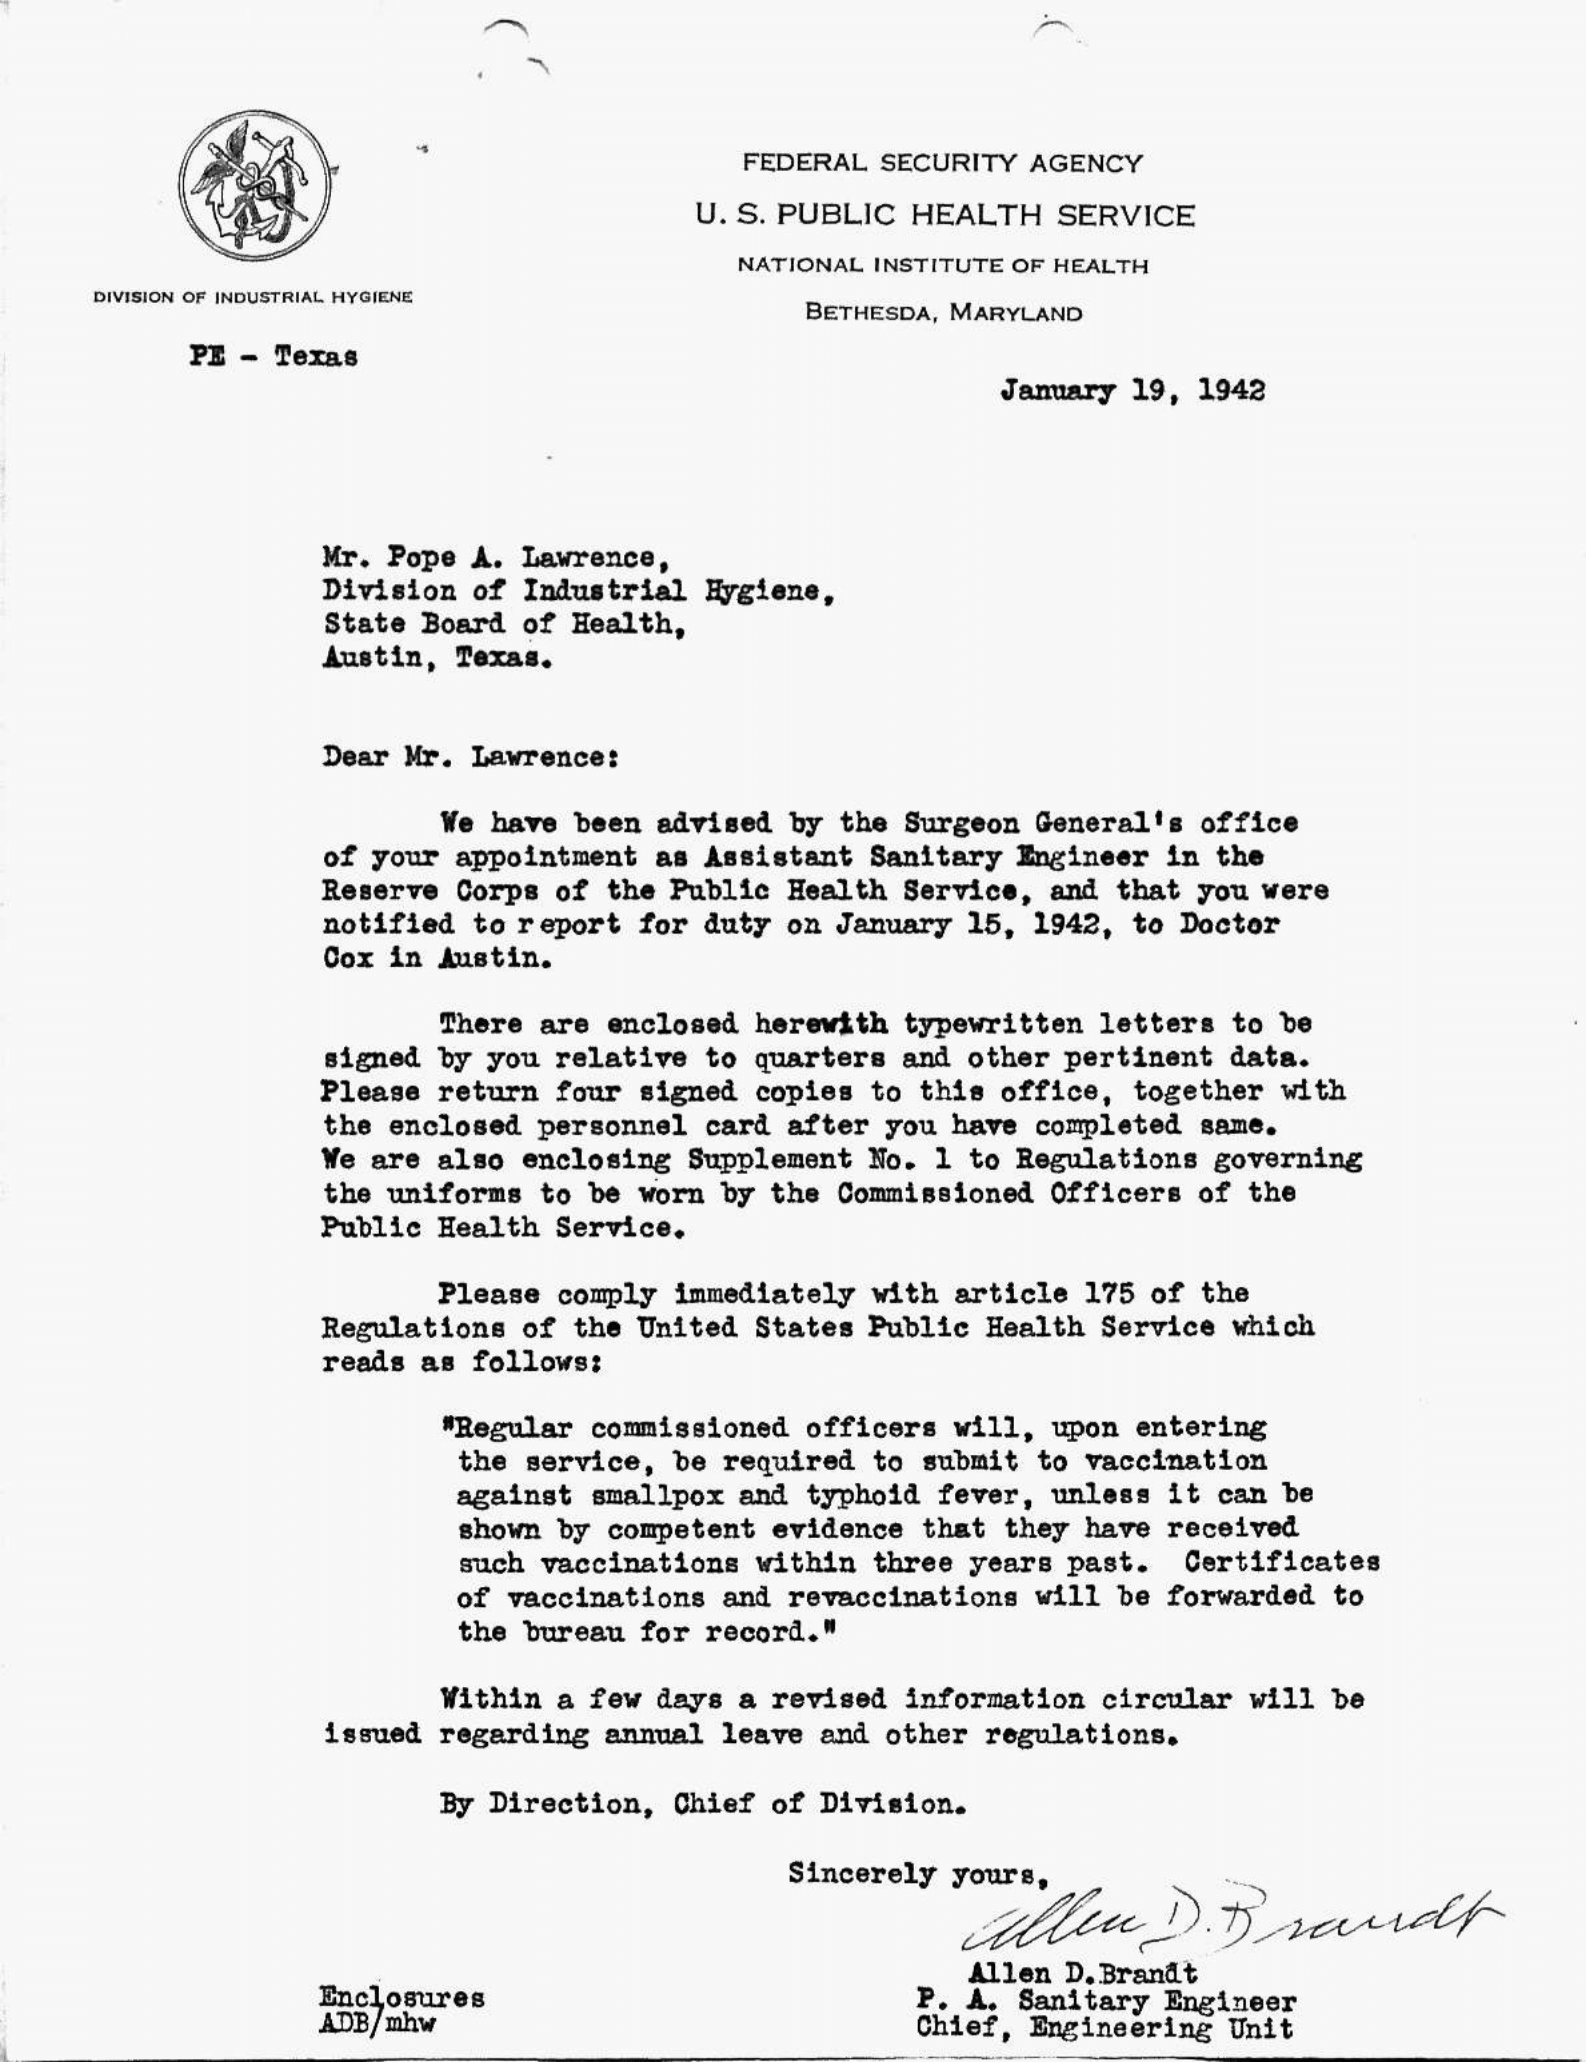 FEDERAL SECURITY AGENCY
U. S. PUBLIC HEALTH SERVICE
NATIONAL INSTITUTE OF HEALTH
BETHESDA, MARYLAND
DIVISION OF INDUSTRIAL HYGIENE
PE - Texas
January 19, 1942
Mr. Pope A. Lawrence,
Division of Industrial Hygiene,
State Board of Health,
Austin, Texas.
Dear Mr. Lawrence:
We have been advised by the Surgeon General's office
of your appointment as Assistant Sanitary Engineer in the
Reserve Corps of the Public Health Service, and that you were
notified to r eport for duty on January 15, 1942, to Doctor
Cox in Austin.
There are enclosed herewith typewritten letters to be
signed by you relative to quarters and other pertinent data.
Please return four signed copies to this office, together with
the enclosed personnel card after you have completed same.
We are also enclosing Supplement No. 1 to Regulations governing
the uniforms to be worn by the Commissioned Officers of the
Public Health Service.
Please comply immediately with article 175 of the
Regulations of the United States Public Health Service which
reads as follows:
"Regular commissioned officers will, upon entering
the service, be required to submit to vaccination
against smallpox and typhoid fever, unless it can be
shown by competent evidence that they have received
such vaccinations within three years past. Certificates
of vaccinations and revaccinations will be forwarded to
the bureau for record."
Within a few days a revised information circular will be
issued regarding annual leave and other regulations.
By Direction, Chief of Division.
Sincerely yours,
Allen D. Brandt
Allen D.Brandt
P. A. Sanitary Engineer
Chief, Engineering Unit
Enclosures
ADB/mhw